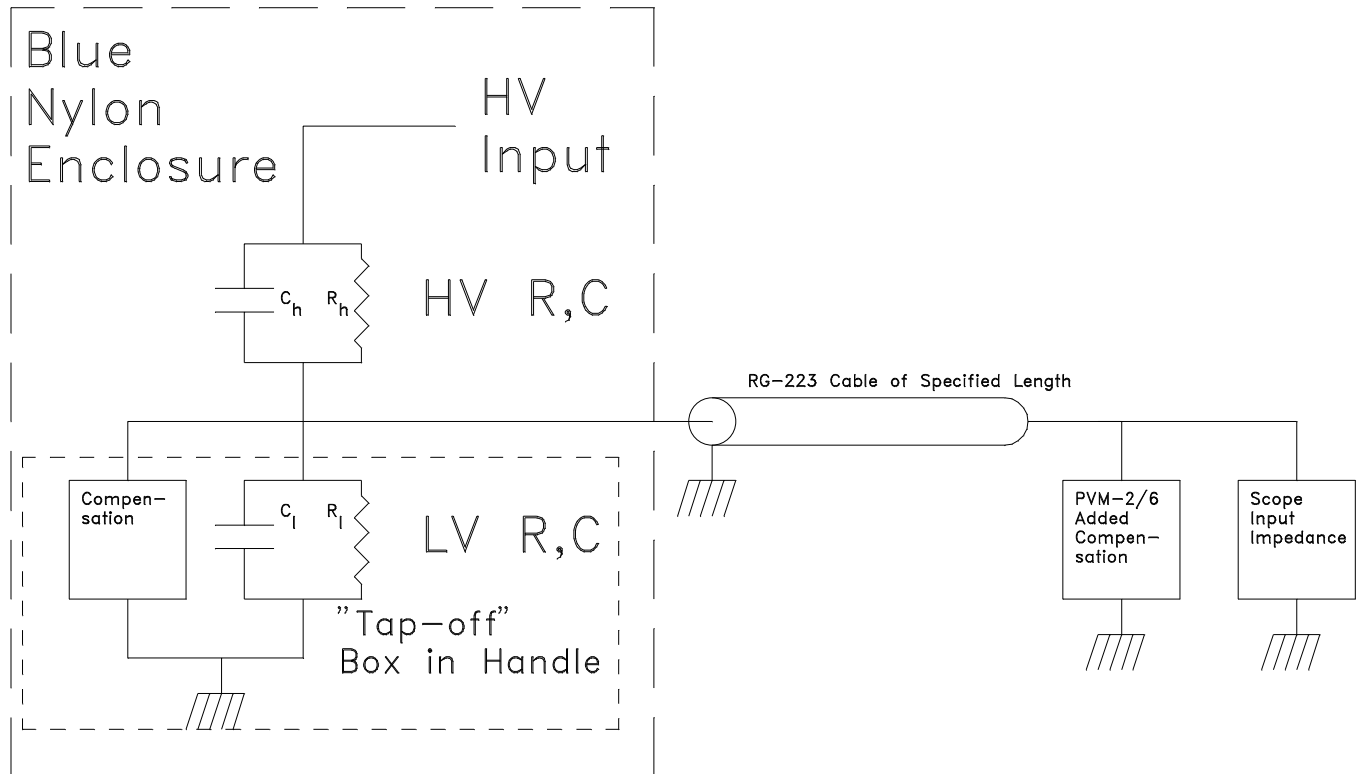 Blue
Nylon
Enclosure
HV
Input
C_h R_h
HV R,C
RG-223 Cable of Specified Length
Compen-
sation
C_l R_l
LV R,C
"Tap-off"
Box in Handle
PVM-2/6
Added
Compen-
sation
Scope
Input
Impedance